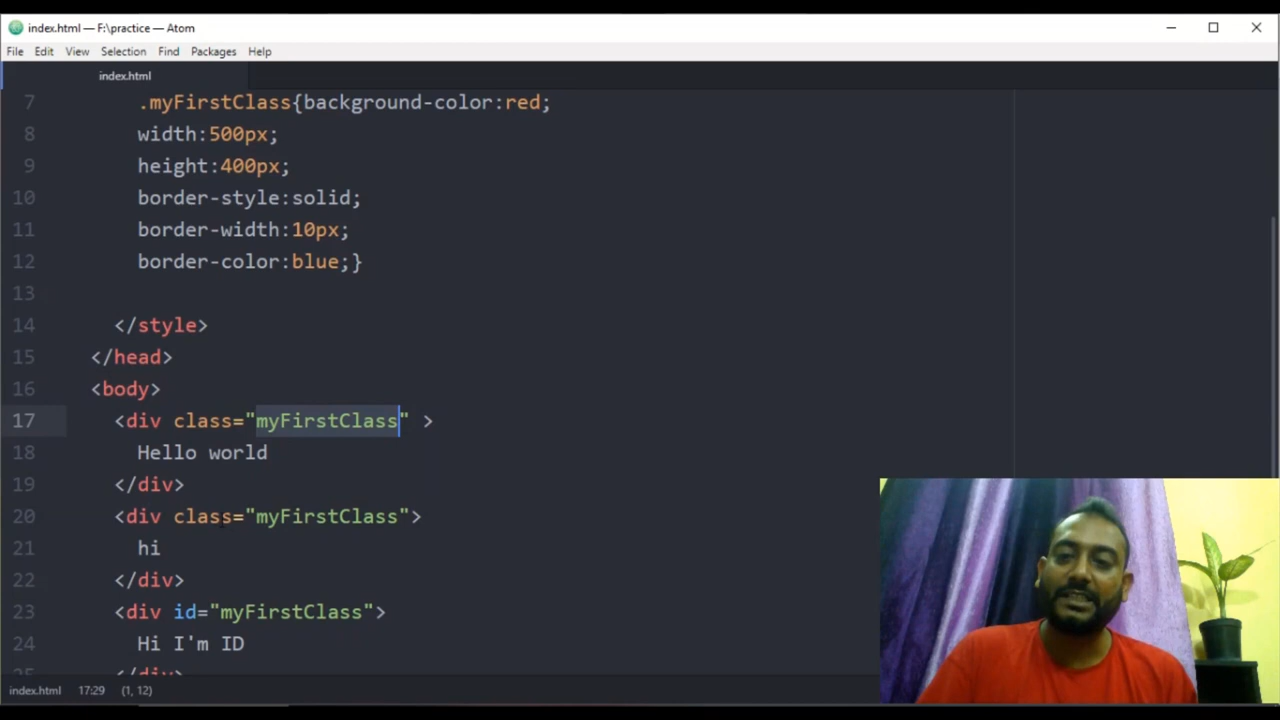 index.html — F:\practice — Atom
File Edit View Selection Find Packages Help
index.html
7 .myFirstClass{background-color:red;
8 width:500px;
9 height:400px;
10 border-style:solid;
11 border-width:10px;
12 border-color:blue;}
13
14 </style>
15 </head>
16 <body>
17 <div class="myFirstClass" >
18 Hello world
19 </div>
20 <div class="myFirstClass">
21 hi
22 </div>
23 <div id="myFirstClass">
24 Hi I'm ID
25 </div>
index.html 17:29 (1, 12)